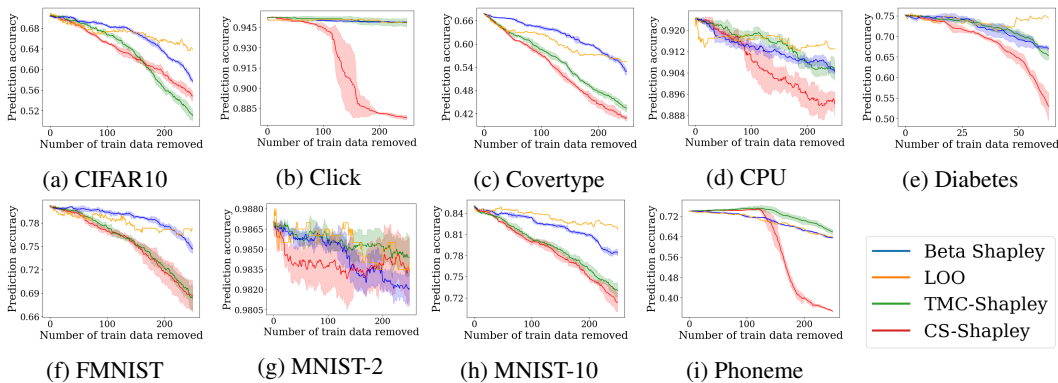 Prediction accuracy
0.68
0.64
0.60
0.56
0.52
0 100 200
Number of train data removed
(a) CIFAR10
Prediction accuracy
0.945
0.930
0.915
0.900
0.885
0 100 200
Number of train data removed
(b) Click
Prediction accuracy
0.66
0.60
0.54
0.48
0.42
0 100 200
Number of train data removed
(c) Covertype
Prediction accuracy
0.920
0.912
0.904
0.896
0.888
0 100 200
Number of train data removed
(d) CPU
Prediction accuracy
0.75
0.70
0.65
0.60
0.55
0.50
0 25 50
Number of train data removed
(e) Diabetes
Prediction accuracy
0.78
0.75
0.72
0.69
0.66
0 100 200
Number of train data removed
(f) FMNIST
Prediction accuracy
0.9880
0.9865
0.9850
0.9835
0.9820
0.9805
0 100 200
Number of train data removed
(g) MNIST-2
Prediction accuracy
0.84
0.81
0.78
0.75
0.72
0 100 200
Number of train data removed
(h) MNIST-10
Prediction accuracy
0.72
0.64
0.56
0.48
0.40
0 100 200
Number of train data removed
(i) Phoneme
Beta Shapley
LOO
TMC-Shapley
CS-Shapley